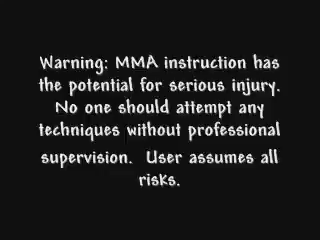 Warning: MMA instruction has
the potential for serious injury.
No one should attempt any
techniques without professional
supervision. User assumes all
risks.